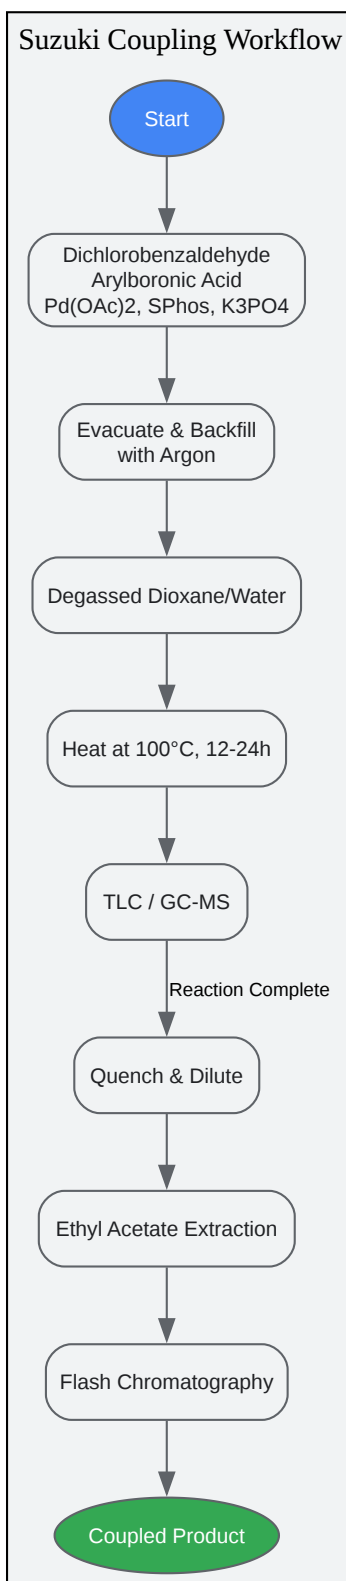 Suzuki Coupling Workflow
Start
Dichlorobenzaldehyde
Arylboronic Acid
Pd(OAc)2, SPhos, K3PO4
Evacuate & Backfill
with Argon
Degassed Dioxane/Water
Heat at 100°C, 12-24h
TLC / GC-MS
Reaction Complete
Quench & Dilute
Ethyl Acetate Extraction
Flash Chromatography
Coupled Product